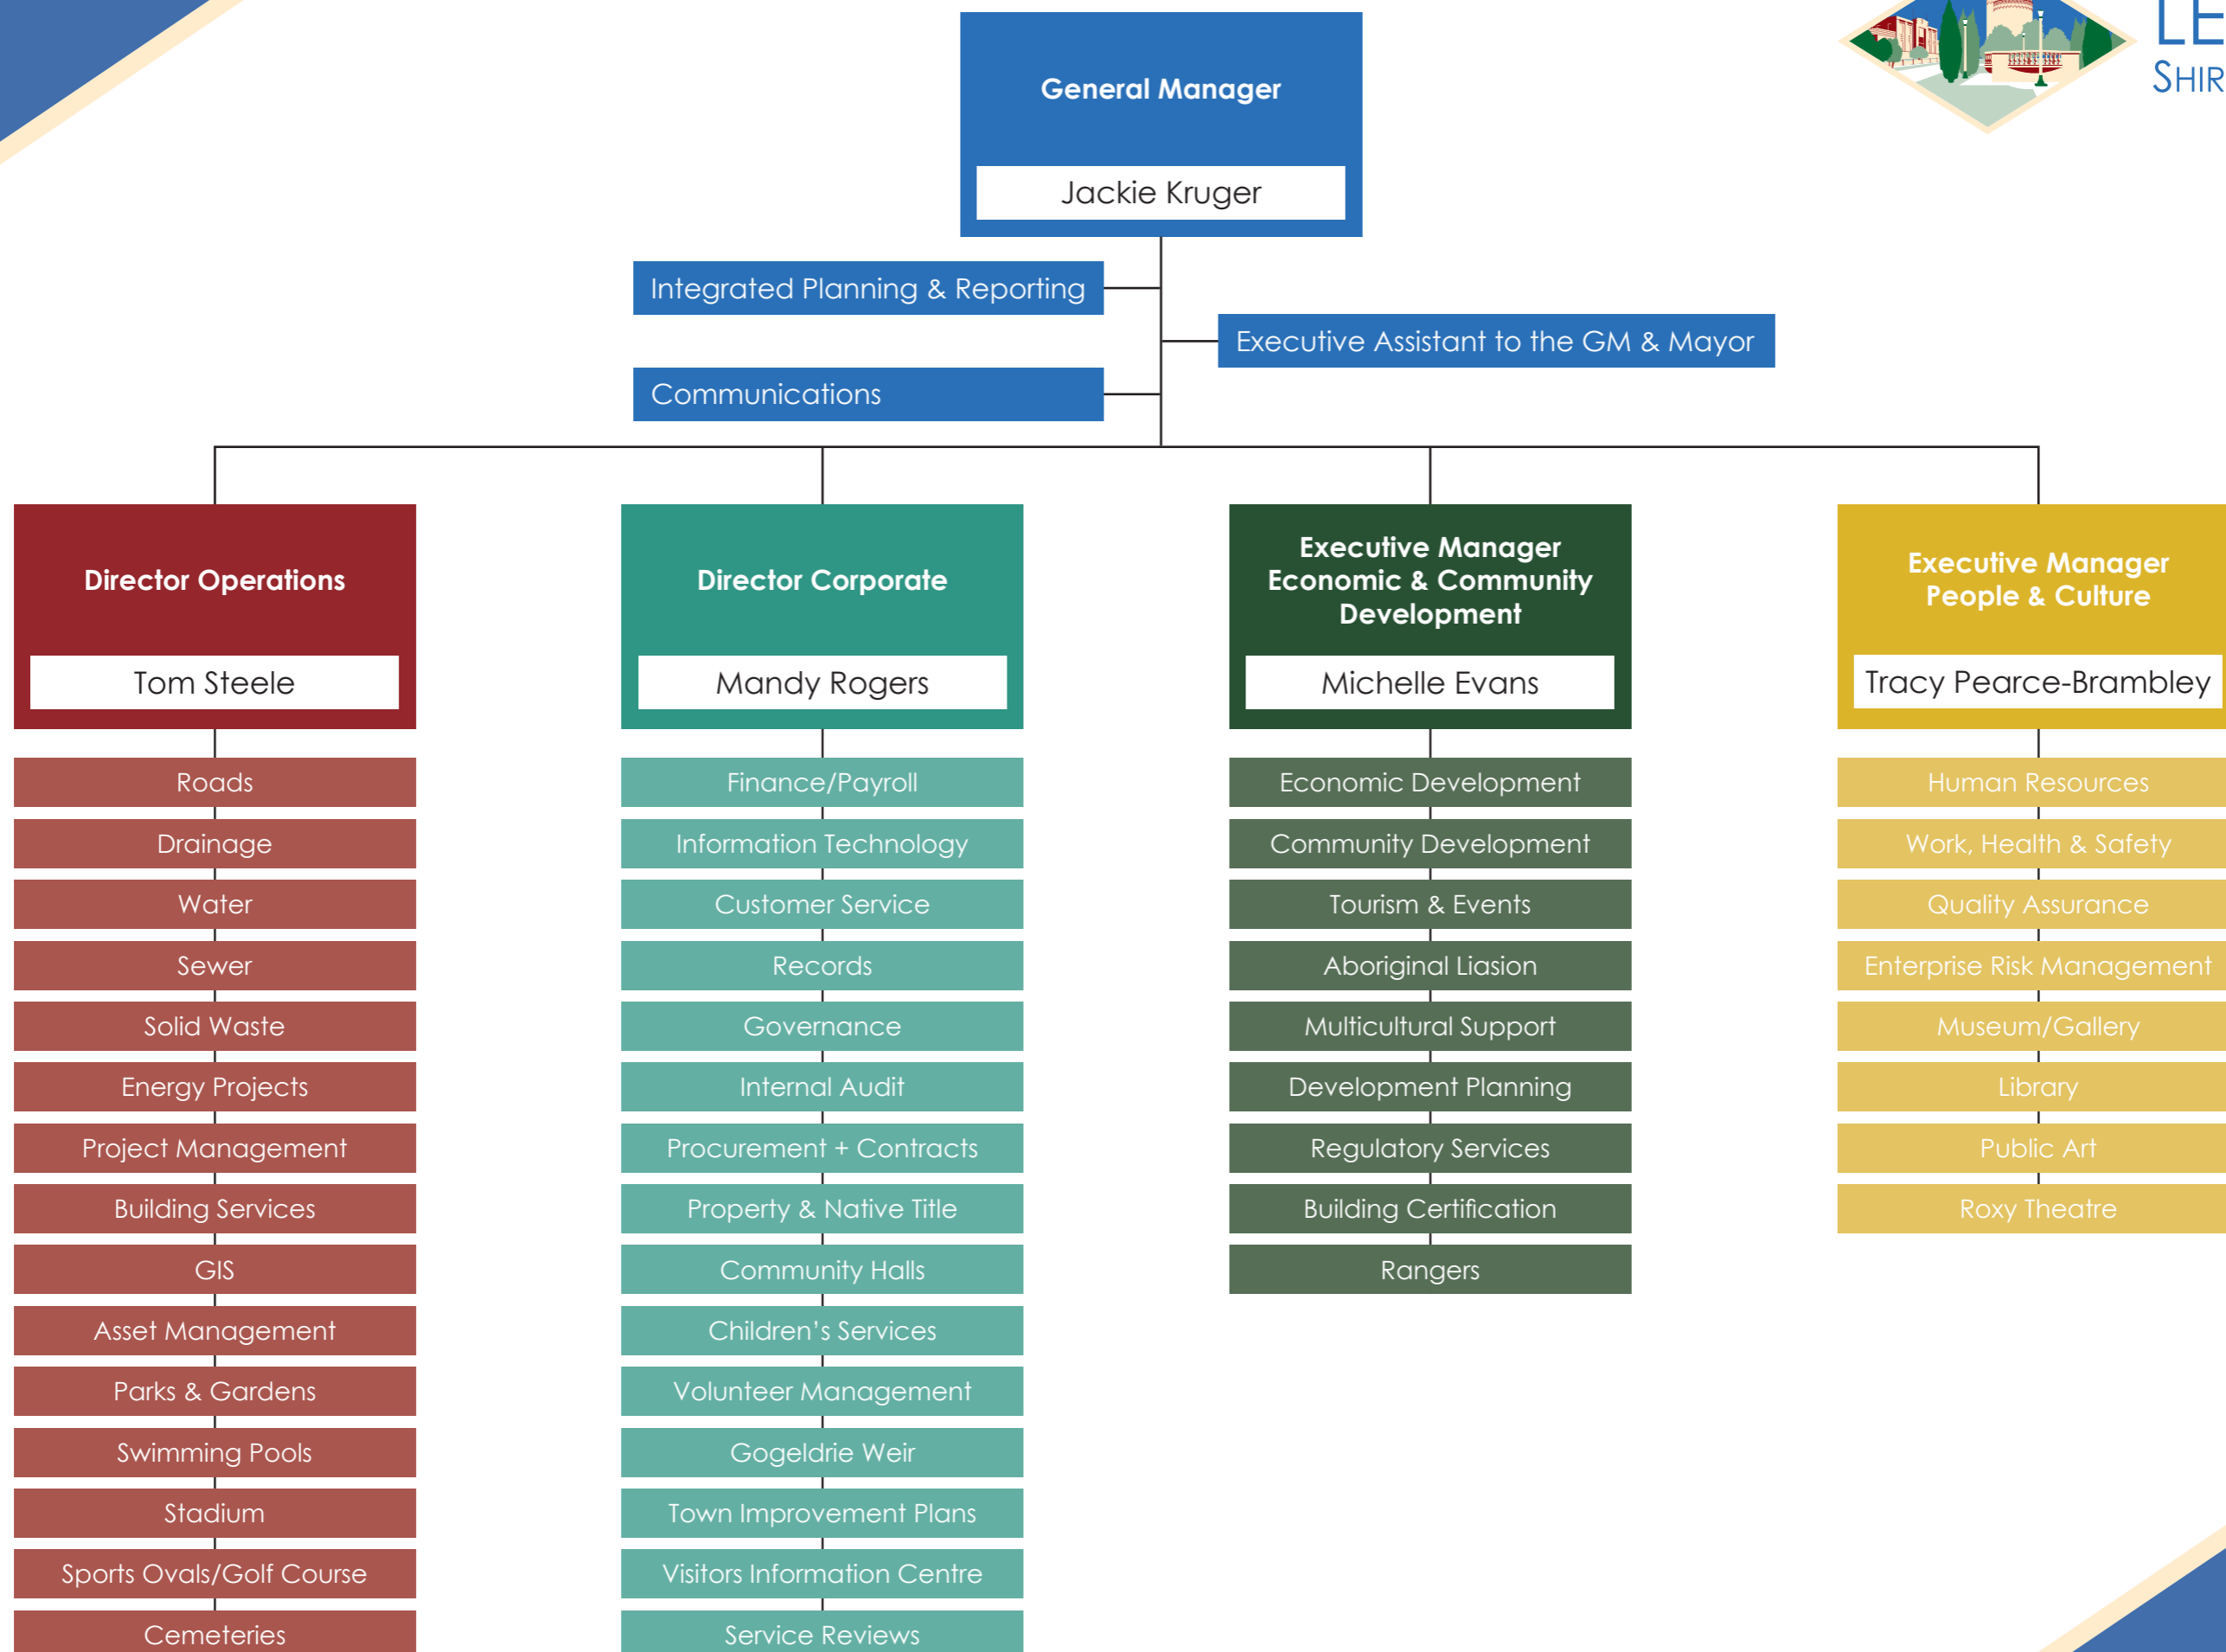 General Manager
Jackie Kruger
LE
SHIR
Integrated Planning & Reporting
Executive Assistant to the GM & Mayor
Communications
Director Operations
Tom Steele
Roads
Drainage
Water
Sewer
Solid Waste
Energy Projects
Project Management
Building Services
GIS
Asset Management
Parks & Gardens
Swimming Pools
Stadium
Sports Ovals/Golf Course
Cemeteries
Director Corporate
Mandy Rogers
Finance/Payroll
Information Technology
Customer Service
Records
Governance
Internal Audit
Procurement + Contracts
Property & Native Title
Community Halls
Children's Services
Volunteer Management
Gogeldrie Weir
Town Improvement Plans
Visitors Information Centre
Service Reviews
Executive Manager
Economic & Community
Development
Michelle Evans
Economic Development
Community Development
Tourism & Events
Aboriginal Liasion
Multicultural Support
Development Planning
Regulatory Services
Building Certification
Rangers
Executive Manager
People & Culture
Tracy Pearce-Brambley
Human Resources
Work, Health & Safety
Quality Assurance
Enterprise Risk Management
Museum/Gallery
Library
Public Art
Roxy Theatre